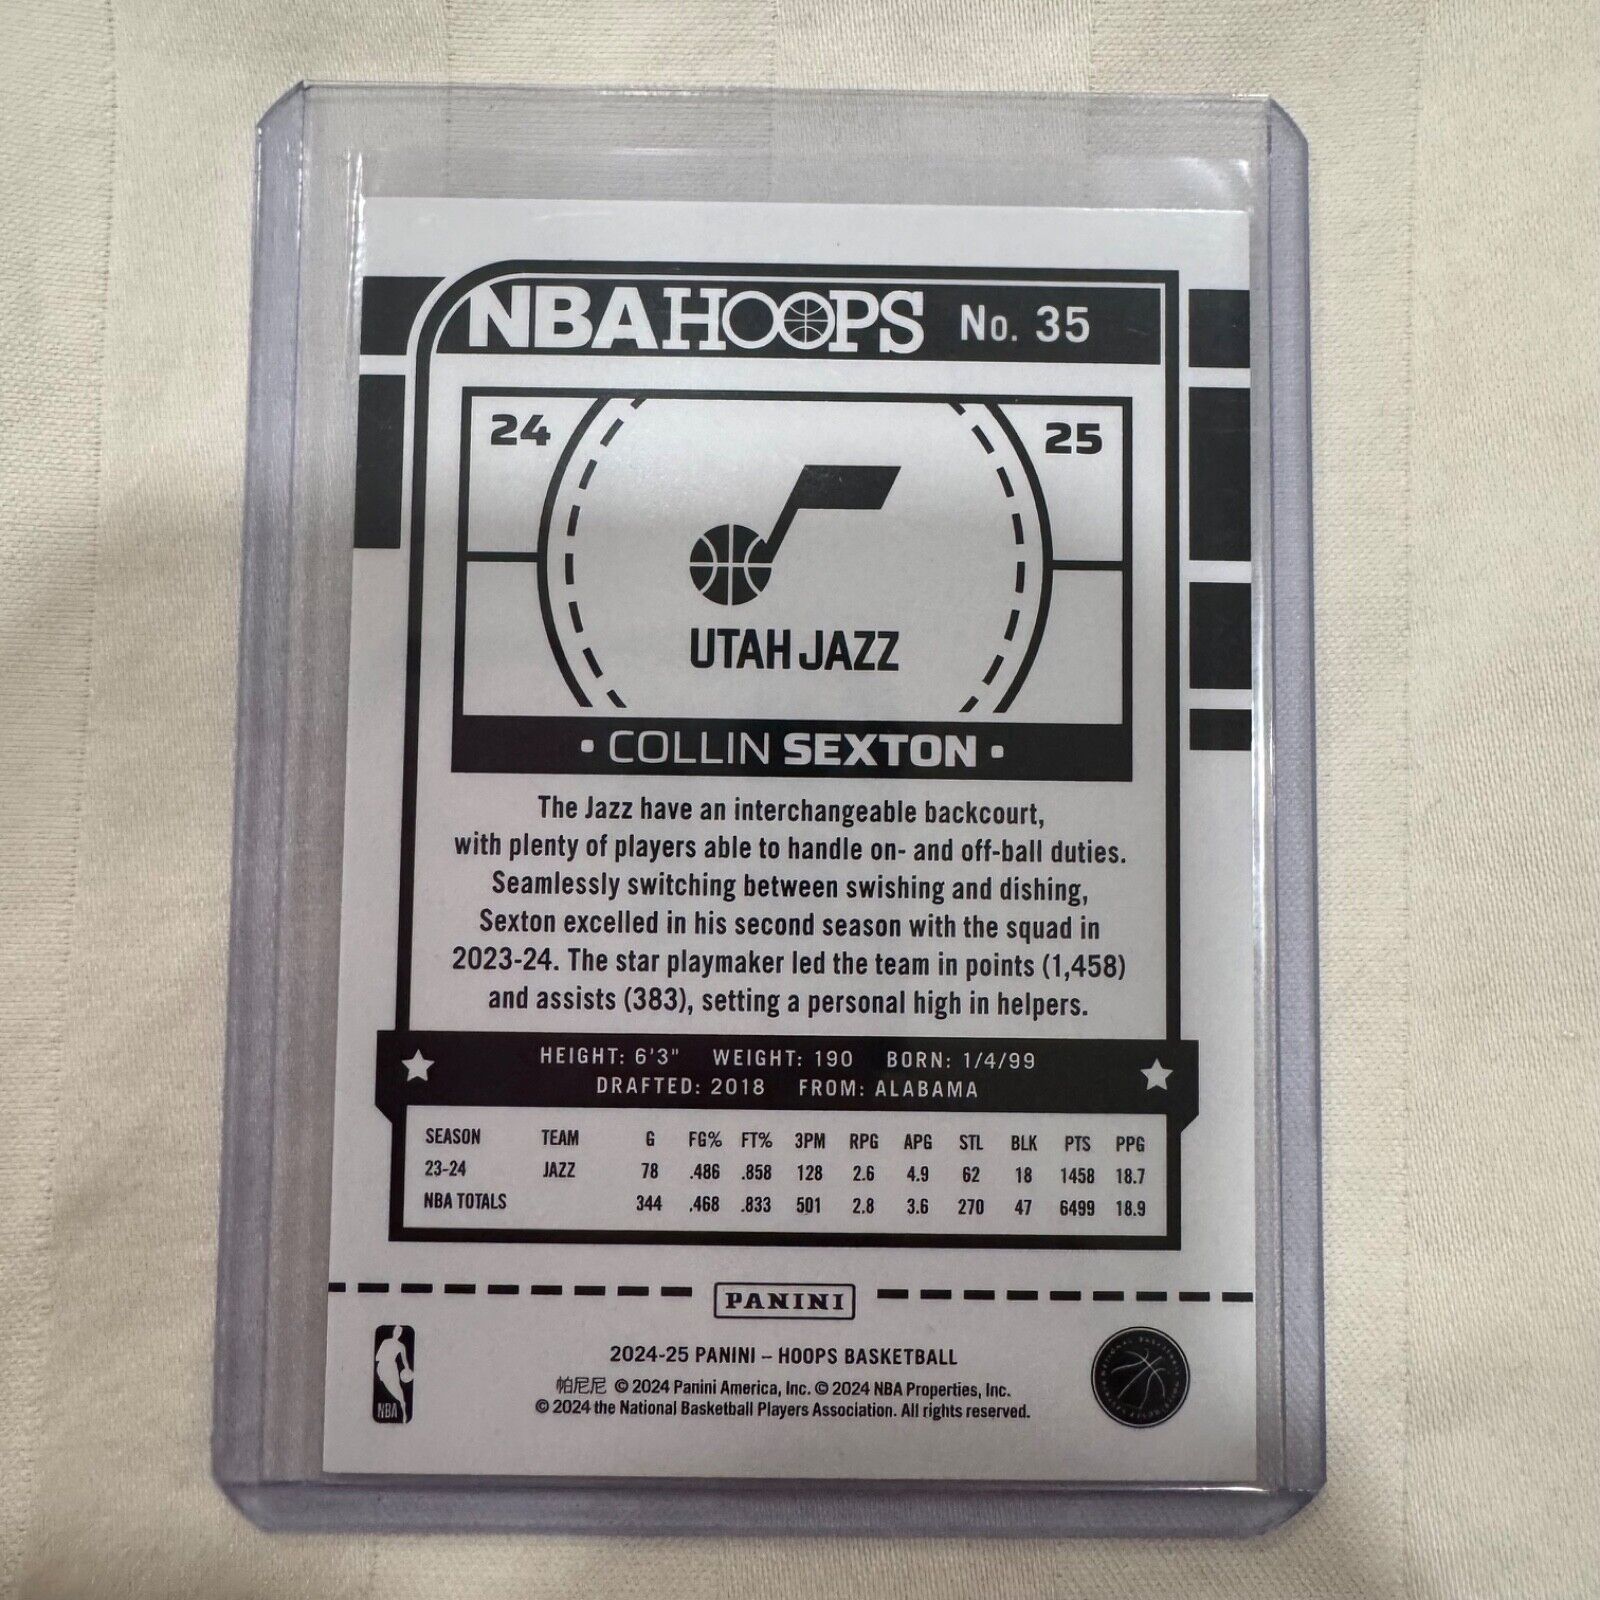 NBA HOOPS No. 35
24 25
UTAH JAZZ
• COLLIN SEXTON •
The Jazz have an interchangeable backcourt,
with plenty of players able to handle on- and off-ball duties.
Seamlessly switching between swishing and dishing,
Sexton excelled in his second season with the squad in
2023-24. The star playmaker led the team in points (1,458)
and assists (383), setting a personal high in helpers.
HEIGHT: 6'3" WEIGHT: 190 BORN: 1/4/99
DRAFTED: 2018 FROM: ALABAMA
SEASON TEAM G FG% FT% 3PM RPG APG STL BLK PTS PPG
23-24 JAZZ 78 .486 .858 128 2.6 4.9 62 18 1458 18.7
NBA TOTALS 344 .468 .833 501 2.8 3.6 270 47 6499 18.9
PANINI
2024-25 PANINI – HOOPS BASKETBALL
帕尼尼 © 2024 Panini America, Inc. © 2024 NBA Properties, Inc.
© 2024 the National Basketball Players Association. All rights reserved.
NBA